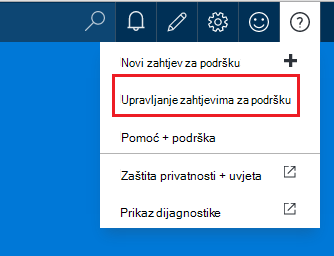 Novi zahtjev za podršku
Upravljanje zahtjevima za podršku
Pomoć + podrška
Zaštita privatnosti + uvjeta
Prikaz dijagnostike